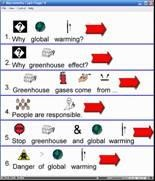 1. Why global warming?
2. Why greenhouse effect?
3. Greenhouse gases come from ...
4. People are responsible.
5. Stop greenhouse and global warming
6. Danger of global warming